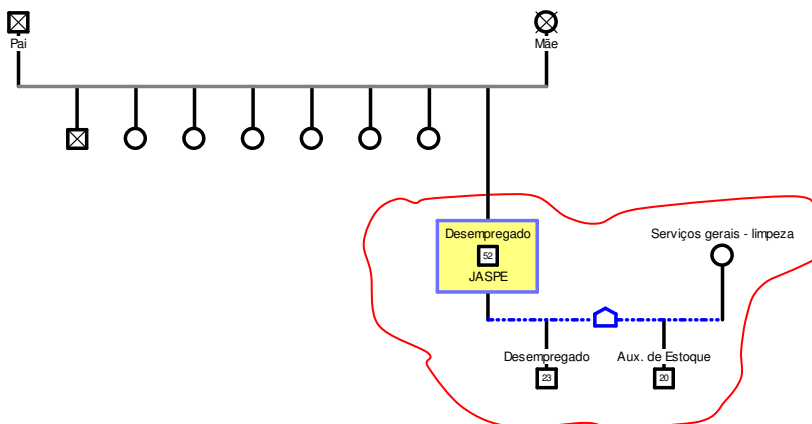 Pai
Mãe
Desempregado
52
JASPE
Serviços gerais - limpeza
Desempregado
23
Aux. de Estoque
20